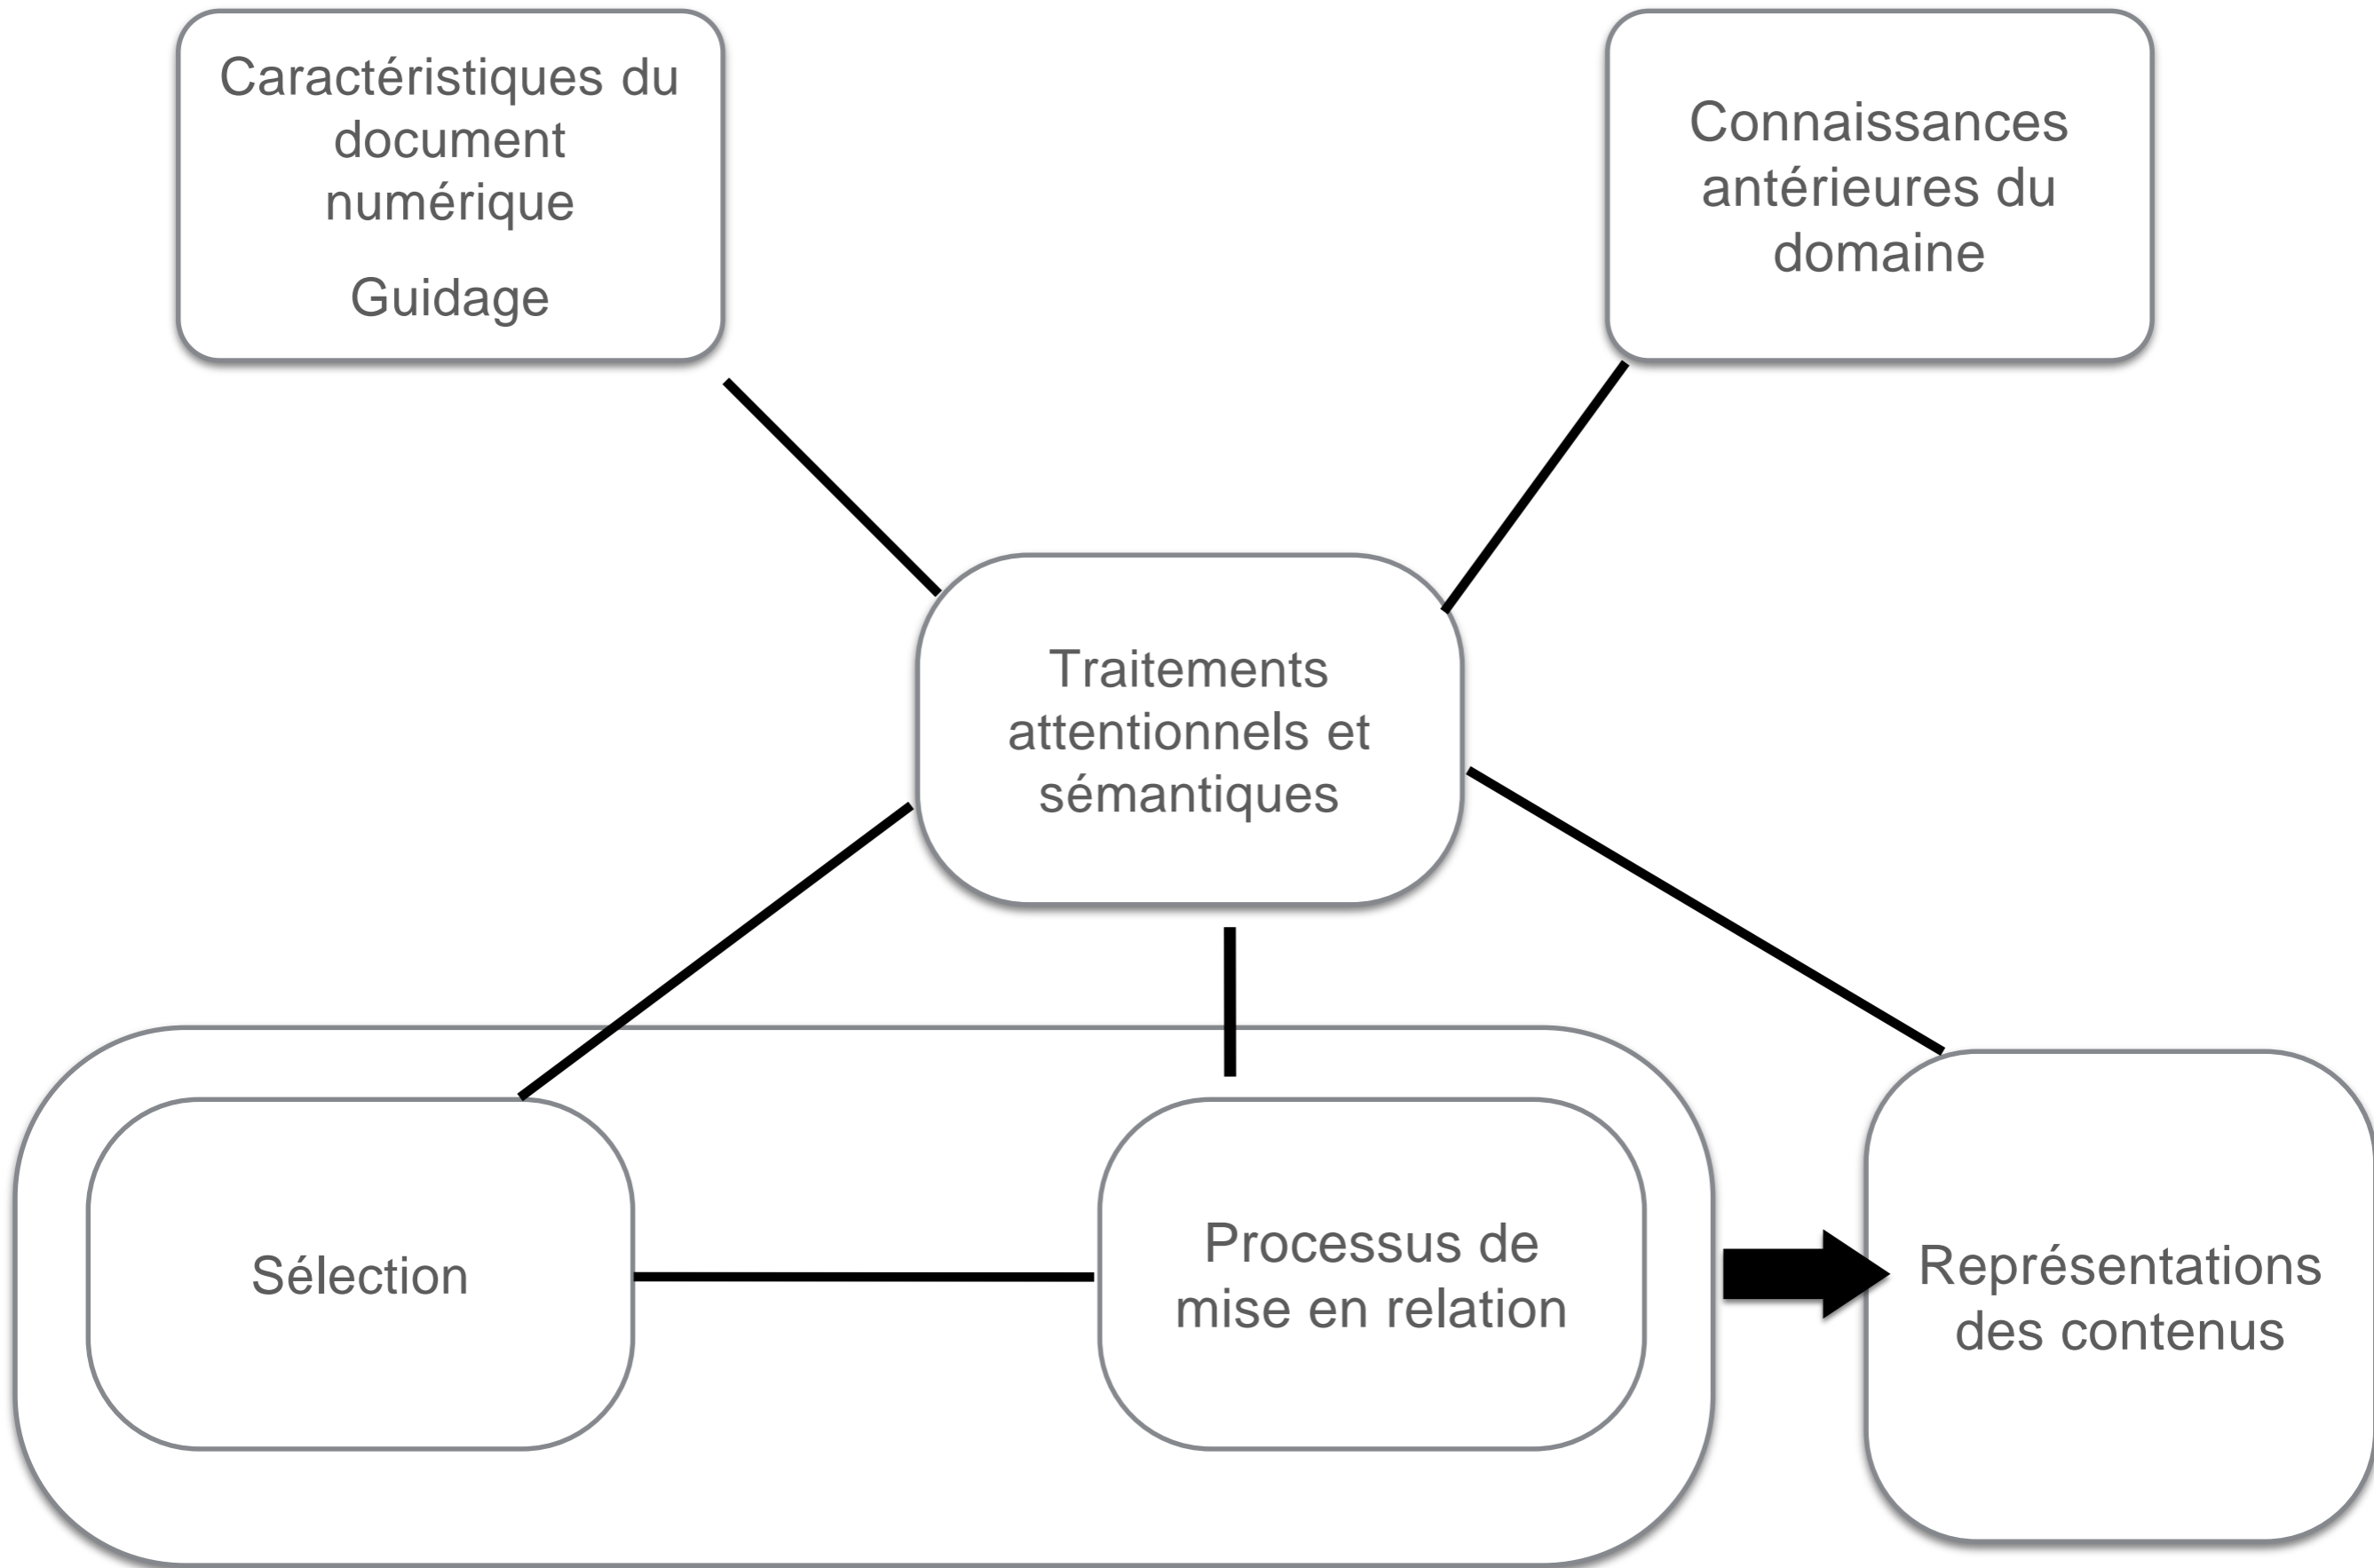 Caractéristiques du
document
numérique
Guidage
Connaissances
antérieures du
domaine
Traitements
attentionnels et
sémantiques
Sélection
Processus de
mise en relation
Représentations
des contenus